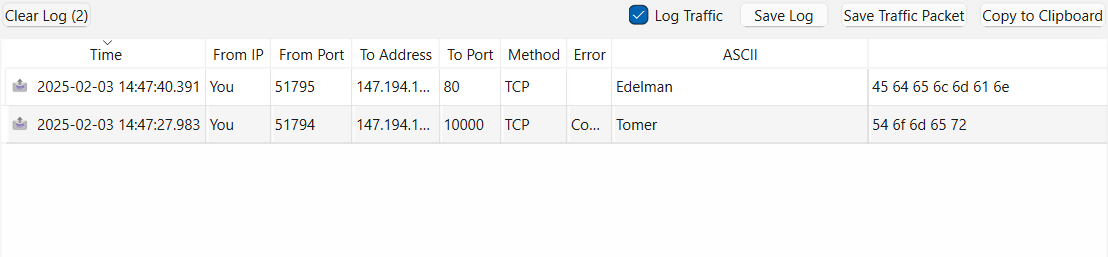 Clear Log (2) Log Traffic Save Log Save Traffic Packet Copy to Clipboard
Time From IP From Port To Address To Port Method Error ASCII
2025-02-03 14:47:40.391 You 51795 147.194.1... 80 TCP Edelman 45 64 65 6c 6d 61 6e
2025-02-03 14:47:27.983 You 51794 147.194.1... 10000 TCP Co... Tomer 54 6f 6d 65 72